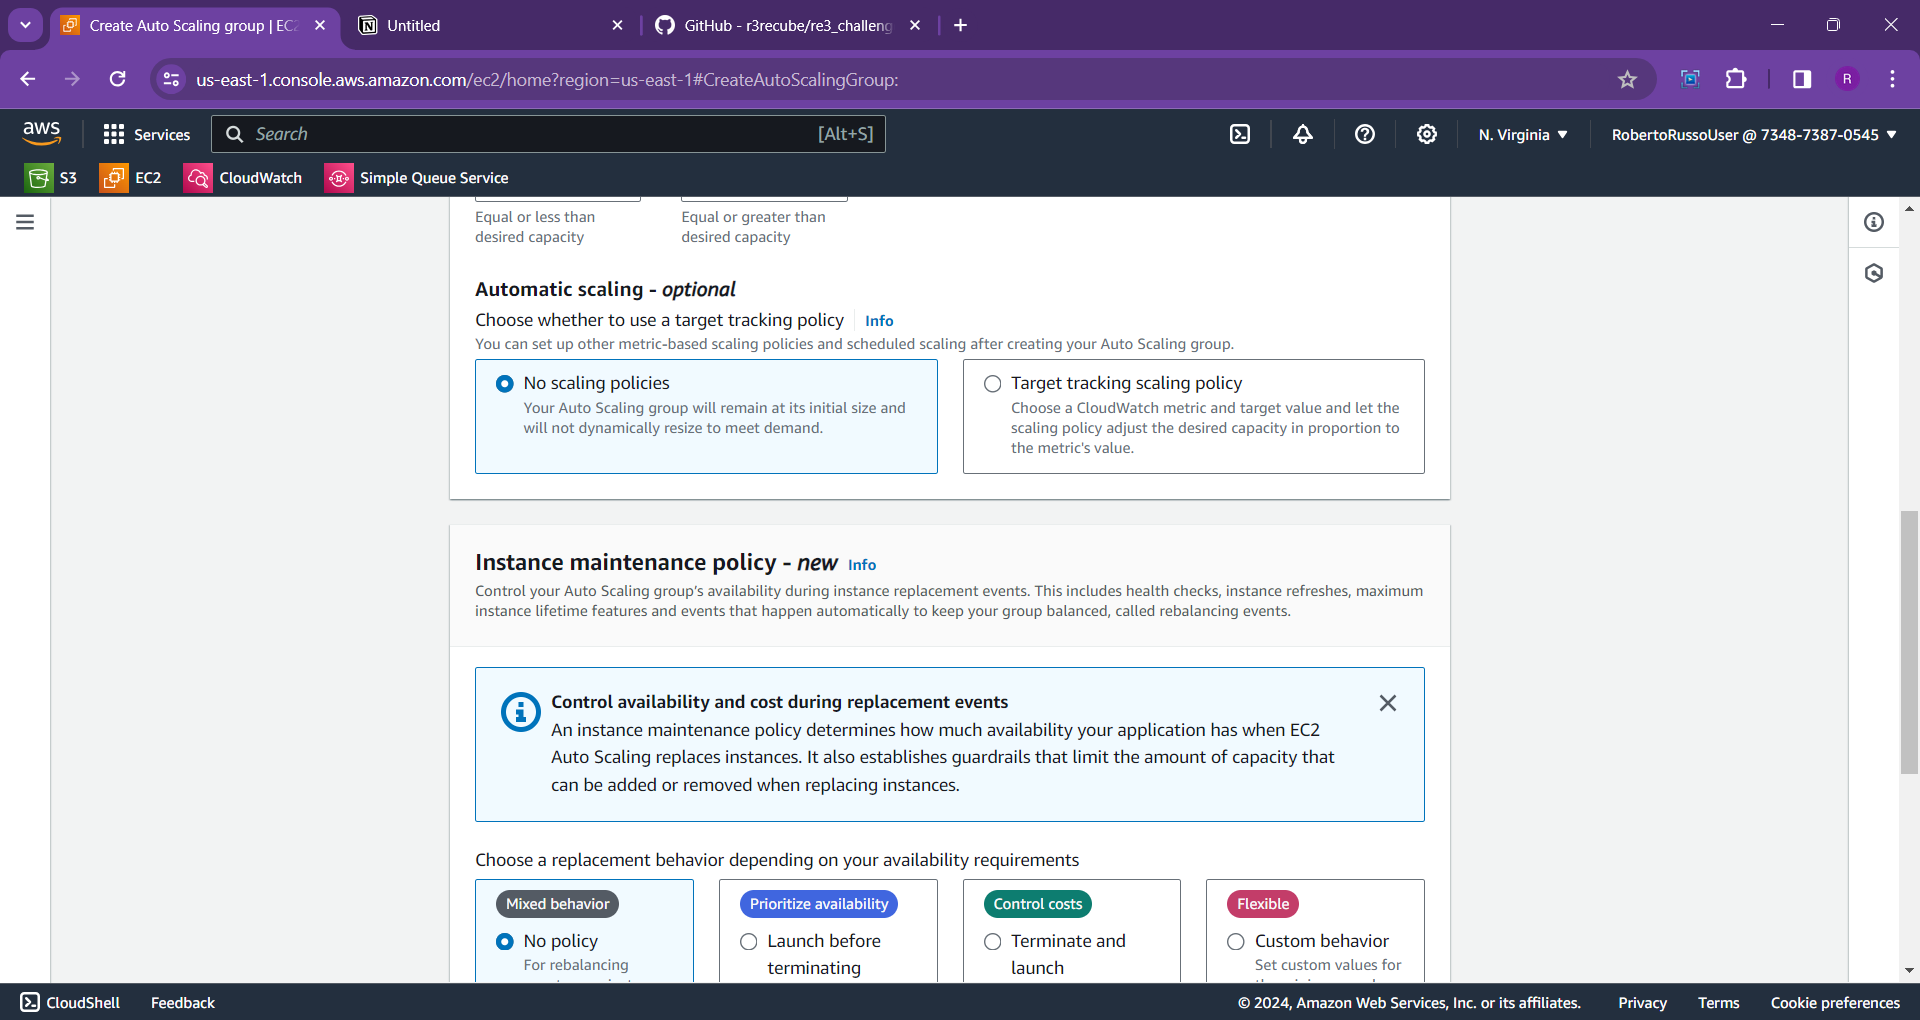 Create Auto Scaling group | EC2
Untitled
GitHub - r3recube/re3_challeng
us-east-1.console.aws.amazon.com/ec2/home?region=us-east-1#CreateAutoScalingGroup:
R
aws
Services
Search
[Alt+S]
N. Virginia
RobertoRussoUser @ 7348-7387-0545
S3
EC2
CloudWatch
Simple Queue Service
Equal or less than
desired capacity
Equal or greater than
desired capacity
Automatic scaling - optional
Choose whether to use a target tracking policy
Info
You can set up other metric-based scaling policies and scheduled scaling after creating your Auto Scaling group.
No scaling policies
Your Auto Scaling group will remain at its initial size and
will not dynamically resize to meet demand.
Target tracking scaling policy
Choose a CloudWatch metric and target value and let the
scaling policy adjust the desired capacity in proportion to
the metric's value.
Instance maintenance policy - new Info
Control your Auto Scaling group's availability during instance replacement events. This includes health checks, instance refreshes, maximum
instance lifetime features and events that happen automatically to keep your group balanced, called rebalancing events.
Control availability and cost during replacement events
An instance maintenance policy determines how much availability your application has when EC2
Auto Scaling replaces instances. It also establishes guardrails that limit the amount of capacity that
can be added or removed when replacing instances.
Choose a replacement behavior depending on your availability requirements
Mixed behavior
No policy
For rebalancing
Prioritize availability
Launch before
terminating
Control costs
Terminate and
launch
Flexible
Custom behavior
Set custom values for
CloudShell
Feedback
© 2024, Amazon Web Services, Inc. or its affiliates.
Privacy
Terms
Cookie preferences